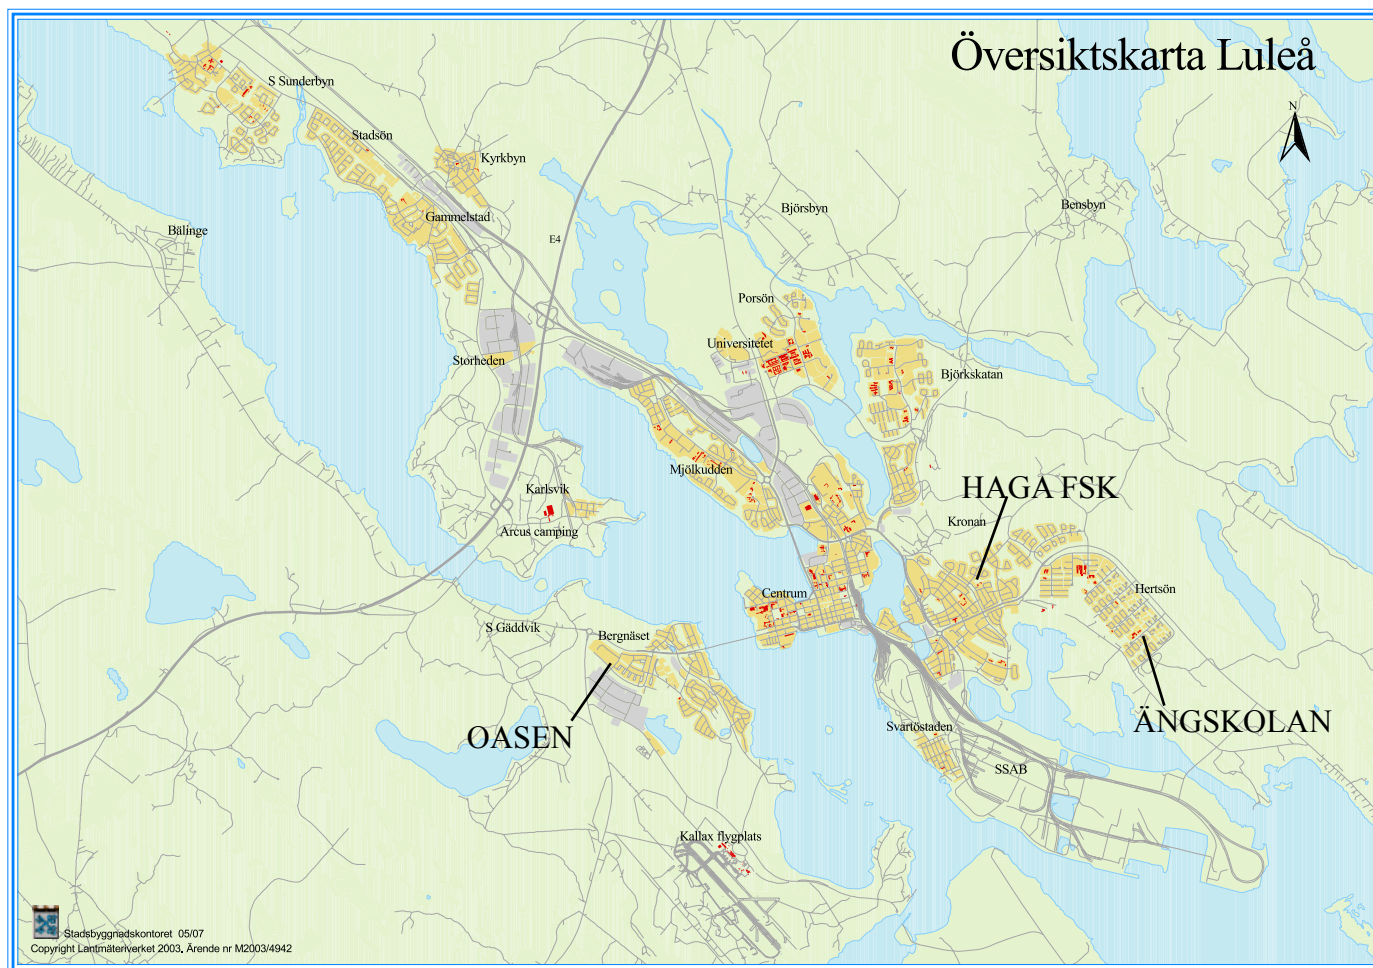 Översiktskarta Luleå
N
S Sunderbyn
Stadsön
Kyrkbyn
Gammelstad
Bälinge
E4
Björsbyn
Bensbyn
Porsön
Universitetet
Storheden
Björkskatan
Mjölkudden
HAGA FSK
Karlsvik
Kronan
Arcus camping
Centrum
Hertsön
S Gäddvik
Bergnäset
ÄNGSKOLAN
OASEN
Svartöstaden
SSAB
Kallax flygplats
Stadsbyggnadskontoret 05/07
Copyright Lantmäteriverket 2003, Ärende nr M2003/4942